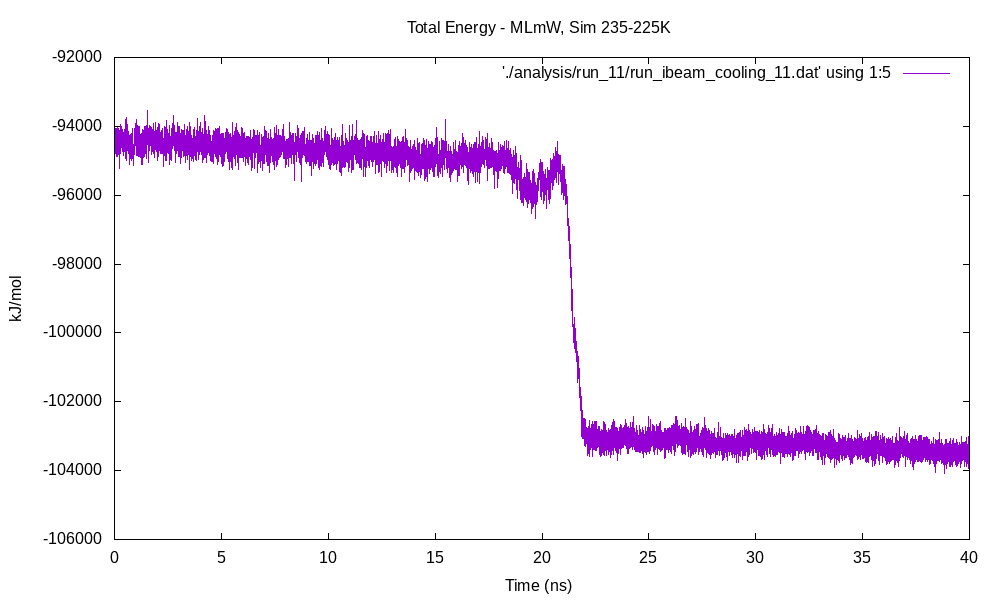 Total Energy - MLmW, Sim 235-225K
'./analysis/run_11/run_ibeam_cooling_11.dat' using 1:5
-92000
-94000
-96000
-98000
-100000
-102000
-104000
-106000
kJ/mol
0 5 10 15 20 25 30 35 40
Time (ns)